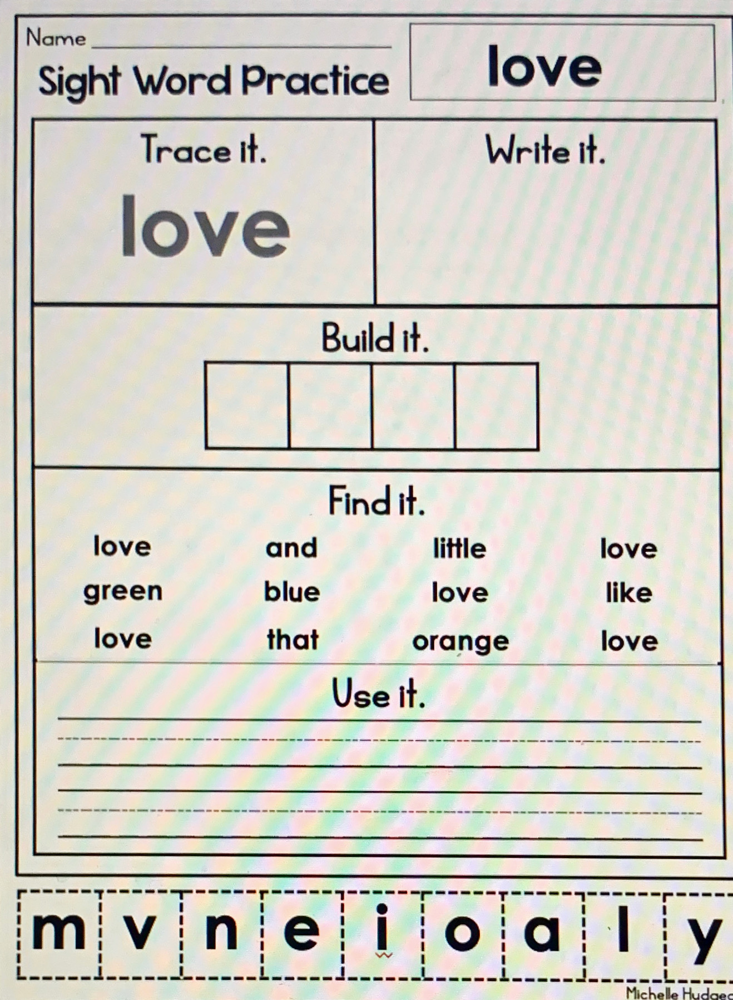 Name
love
Sight Word Practice
Trace it.
Write it.
love
Build it.
Find it.
love and little love
green blue love like
love that orange love
Use it.
m v n e i o a l y
Michelle